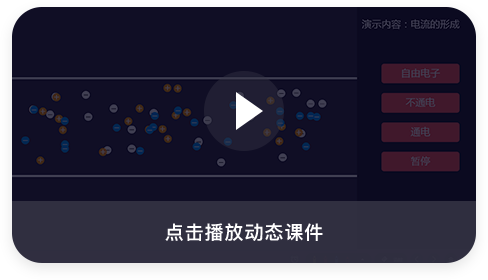 演示内容：电流的形成
自由电子
不通电
通电
暂停
点击播放动态课件